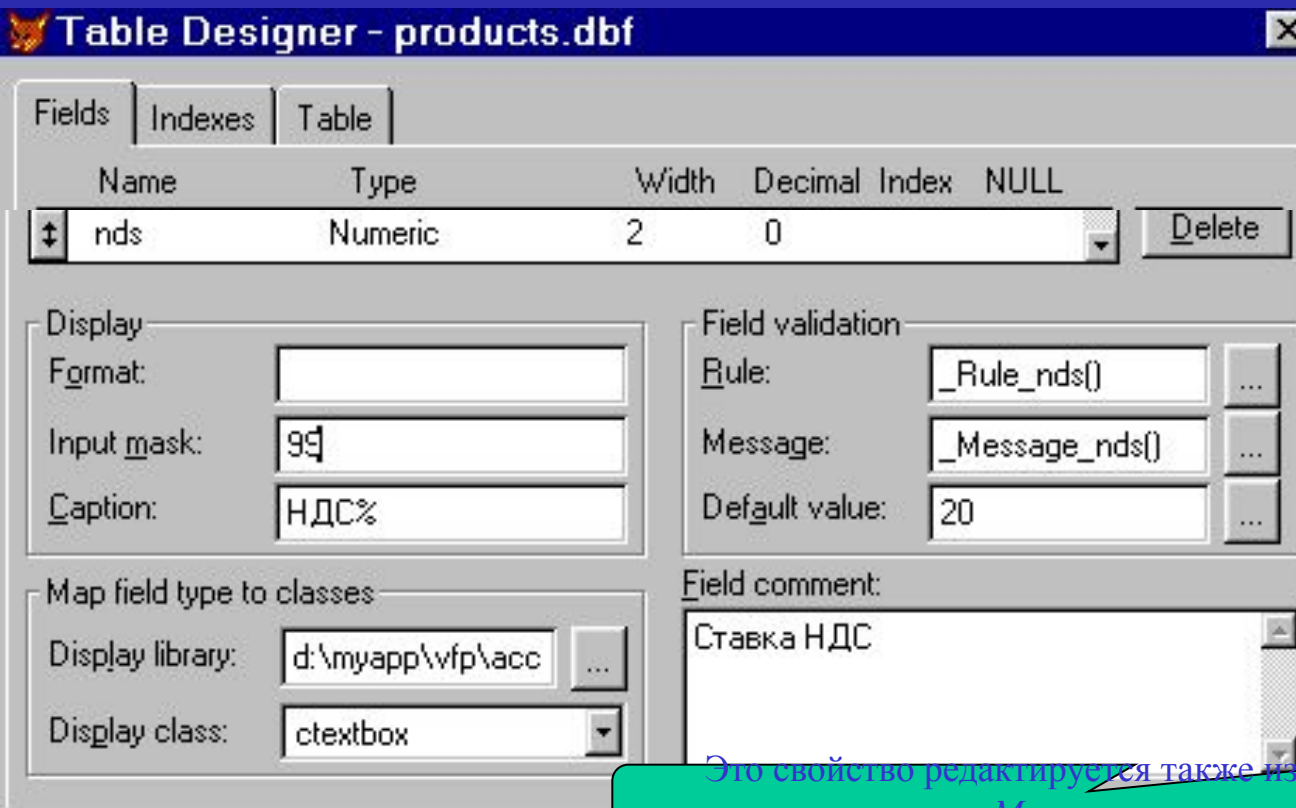 Table Designer - products.dbf
Fields Indexes Table
Name Type Width Decimal Index NULL
nds Numeric 2 0 Delete
Display
Format:
Input mask: 99
Caption: НДС%
Field validation
Rule: _Rule_nds() ...
Message: _Message_nds() ...
Default value: 20 ...
Map field type to classes
Display library: d:\myapp\vfp\acc ...
Display class: ctextbox
Field comment:
Ставка НДС
Это свойство редактируется также из